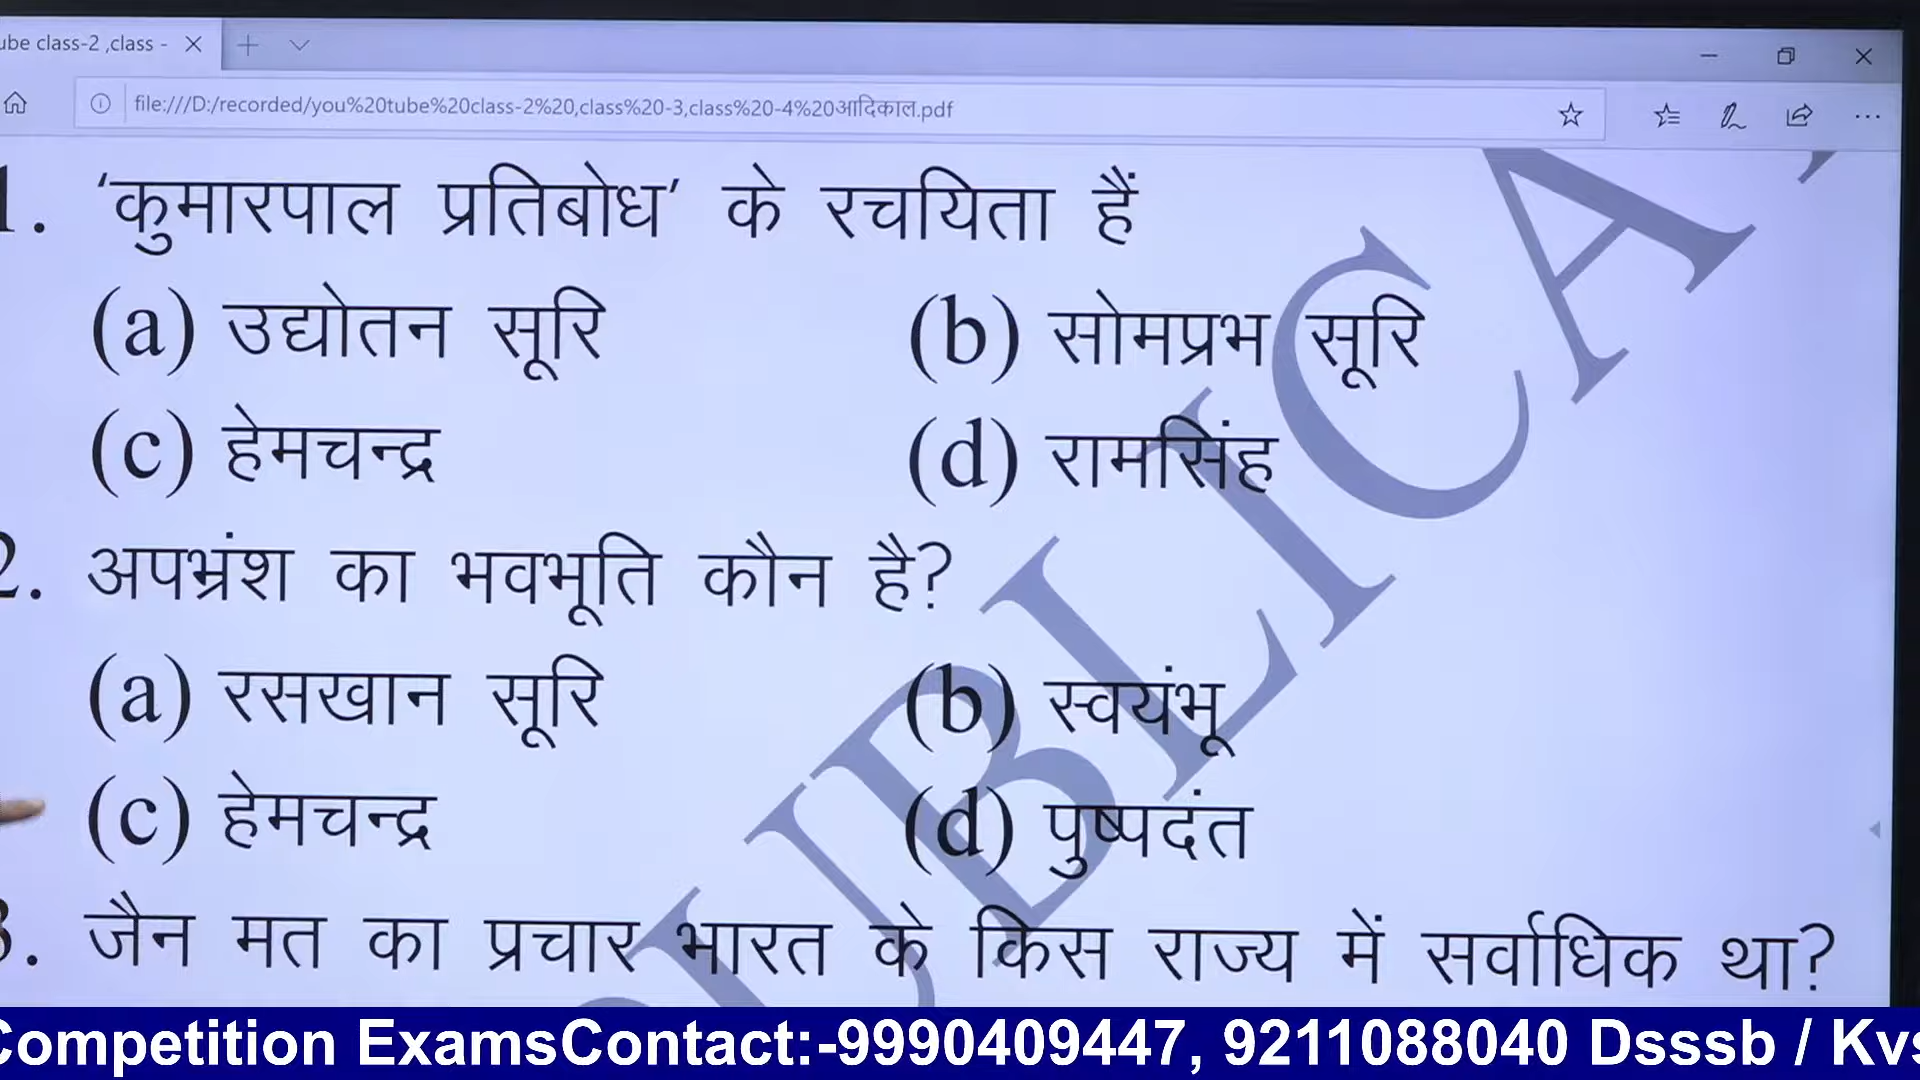 ube class-2 ,class -
file:///D:/recorded/you%20tube%20class-2%20,class%20-3,class%20-4%20आदिकाल.pdf
1. 'कुमारपाल प्रतिबोध' के रचयिता हैं
(a) उद्योतन सूरि (b) सोमप्रभ सूरि
(c) हेमचन्द्र (d) रामसिंह
2. अपभ्रंश का भवभूति कौन है?
(a) रसखान सूरि (b) स्वयंभू
(c) हेमचन्द्र (d) पुष्पदंत
3. जैन मत का प्रचार भारत के किस राज्य में सर्वाधिक था?
UBLICA
Competition ExamsContact:-9990409447, 9211088040 Dsssb / Kvs